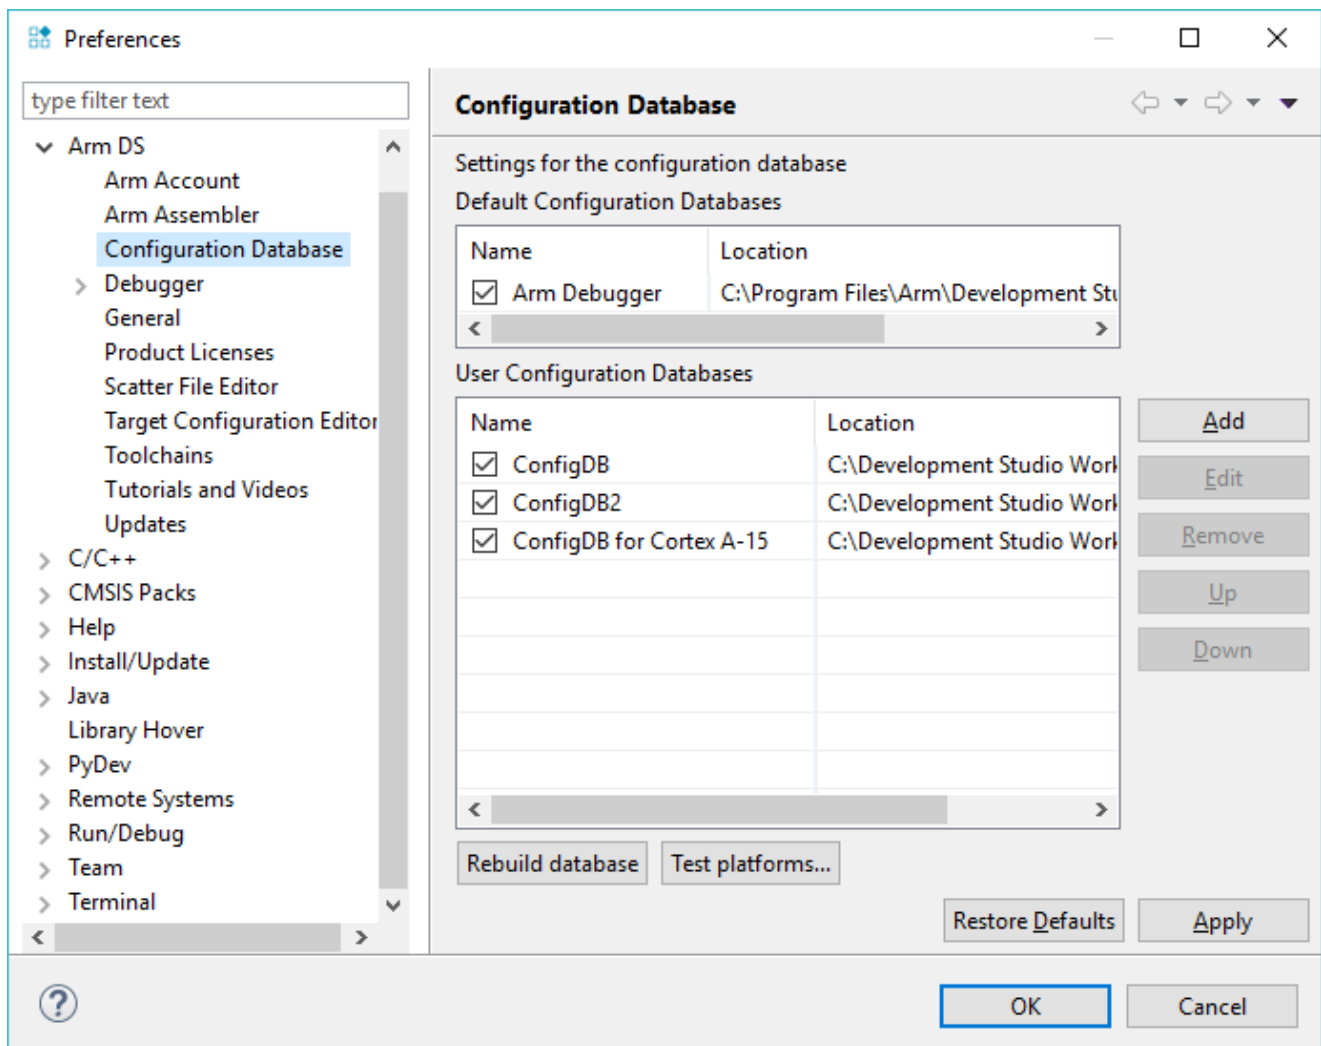 Preferences
type filter text
Arm DS
Arm Account
Arm Assembler
Configuration Database
Debugger
General
Product Licenses
Scatter File Editor
Target Configuration Editor
Toolchains
Tutorials and Videos
Updates
C/C++
CMSIS Packs
Help
Install/Update
Java
Library Hover
PyDev
Remote Systems
Run/Debug
Team
Terminal
Configuration Database
Settings for the configuration database
Default Configuration Databases
Name Location
Arm Debugger C:\Program Files\Arm\Development Stu
User Configuration Databases
Name Location
ConfigDB C:\Development Studio Work
ConfigDB2 C:\Development Studio Work
ConfigDB for Cortex A-15 C:\Development Studio Work
Add
Edit
Remove
Up
Down
Rebuild database Test platforms...
Restore Defaults Apply
? OK Cancel